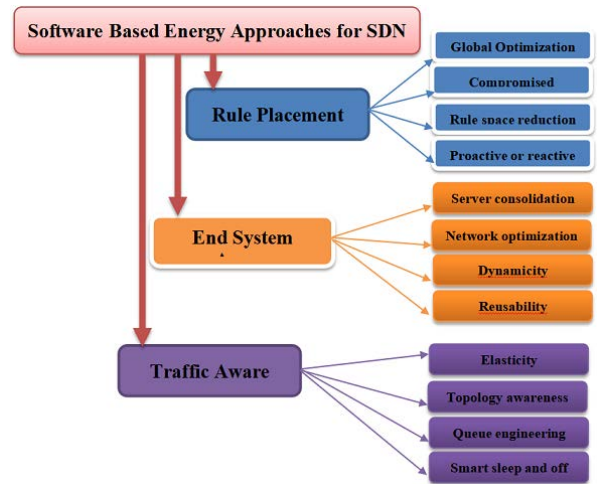 Software Based Energy Approaches for SDN
Rule Placement
Global Optimization
Compromised
Rule space reduction
Proactive or reactive
End System
Server consolidation
Network optimization
Dynamicity
Reusability
Traffic Aware
Elasticity
Topology awareness
Queue engineering
Smart sleep and off